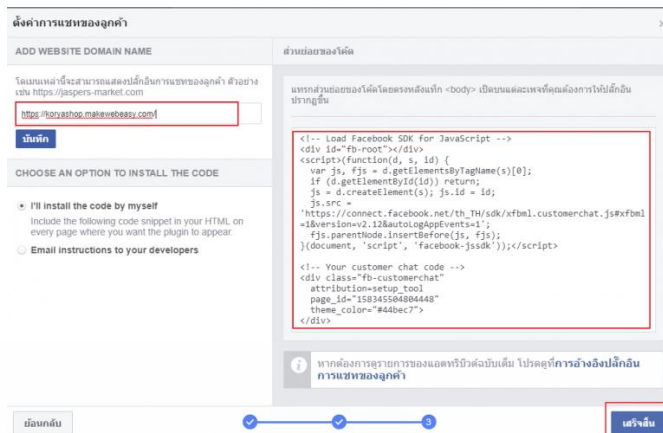 ตั้งค่าการแชทของลูกค้า
ADD WEBSITE DOMAIN NAME
โดเมนเหล่านี้จะสามารถแสดงปลั๊กอินการแชทของลูกค้า ตัวอย่าง
เช่น https://jaspers-market.com
https://koryashop.makewebeasy.com/
บันทึก
CHOOSE AN OPTION TO INSTALL THE CODE
I'll install the code by myself
Include the following code snippet in your HTML on
every page where you want the plugin to appear.
Email instructions to your developers
ส่วนย่อยของโค้ด
แทรกส่วนย่อยของโค้ดโดยตรงหลังแท็ก <body> เปิดบนแต่ละเพจที่คุณต้องการให้ปลั๊กอิน
ปรากฏขึ้น
<!-- Load Facebook SDK for JavaScript -->
<div id="fb-root"></div>
<script>(function(d, s, id) {
var js, fjs = d.getElementsByTagName(s)[0];
if (d.getElementById(id)) return;
js = d.createElement(s); js.id = id;
js.src =
'https://connect.facebook.net/th_TH/sdk/xfbml.customerchat.js#xfbml
=1&version=v2.12&autoLogAppEvents=1';
fjs.parentNode.insertBefore(js, fjs);
}(document, 'script', 'facebook-jssdk'));</script>
<!-- Your customer chat code -->
<div class="fb-customerchat"
attribution=setup_tool
page_id="158345504804448"
theme_color="#44bec7">
</div>
หากต้องการดูรายการของแอตทริบิวต์ฉบับเต็ม โปรดดูที่การอ้างอิงปลั๊กอิน
การแชทของลูกค้า
ย้อนกลับ
3
เสร็จสิ้น